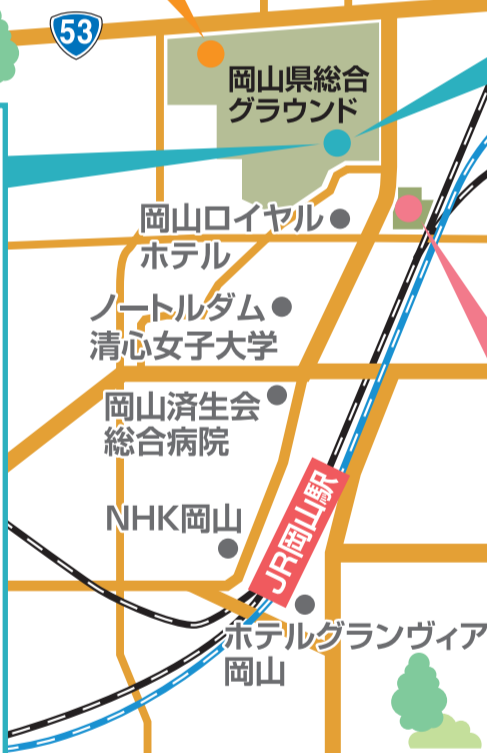 53
岡山県総合
グラウンド
岡山ロイヤル
ホテル
ノートルダム
清心女子大学
岡山済生会
総合病院
NHK岡山
JR岡山駅
ホテルグランヴィア
岡山